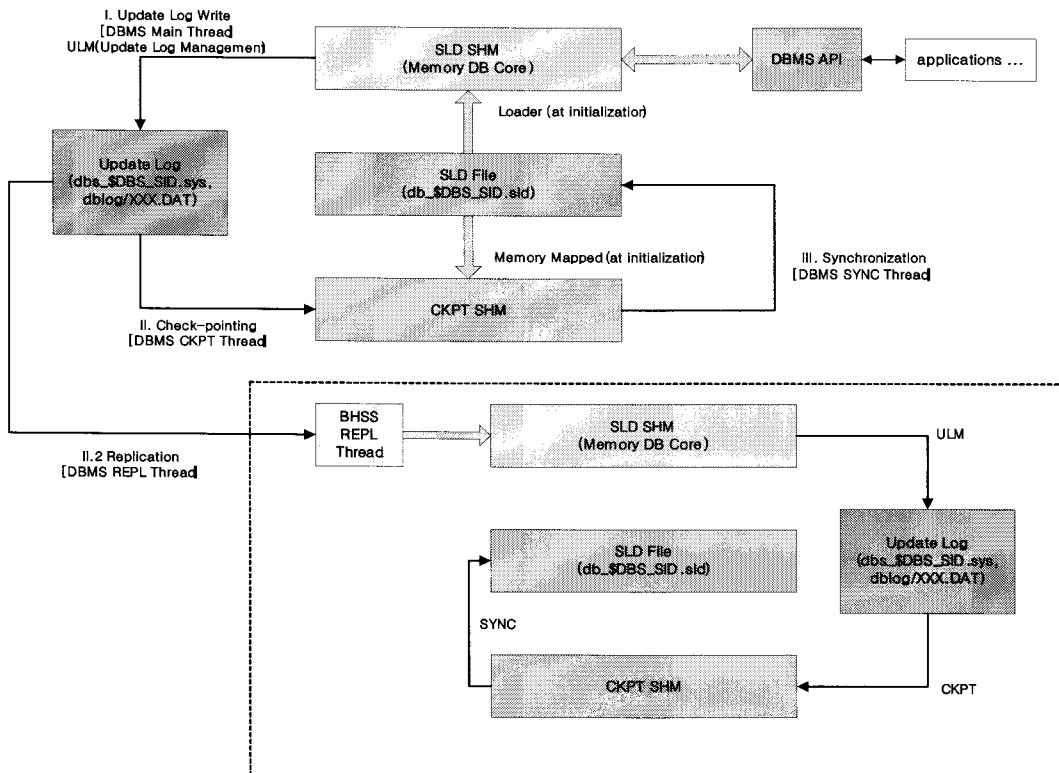 I. Update Log Write
[DBMS Main Thread]
ULM(Update Log Management)
SLD SHM
(Memory DB Core)
DBMS API
applications ...
Loader (at initialization)
Update Log
(dbs_$DBS_SID.sys,
dblog/XXX.DAT)
SLD File
(db_$DBS_SID.sld)
Memory Mapped (at initialization)
III. Synchronization
[DBMS SYNC Thread]
CKPT SHM
II. Check-pointing
[DBMS CKPT Thread]
BHSS
REPL
Thread
SLD SHM
(Memory DB Core)
ULM
II.2 Replication
[DBMS REPL Thread]
SLD File
(db_$DBS_SID.sld)
Update Log
(dbs_$DBS_SID.sys,
dblog/XXX.DAT)
SYNC
CKPT SHM
CKPT